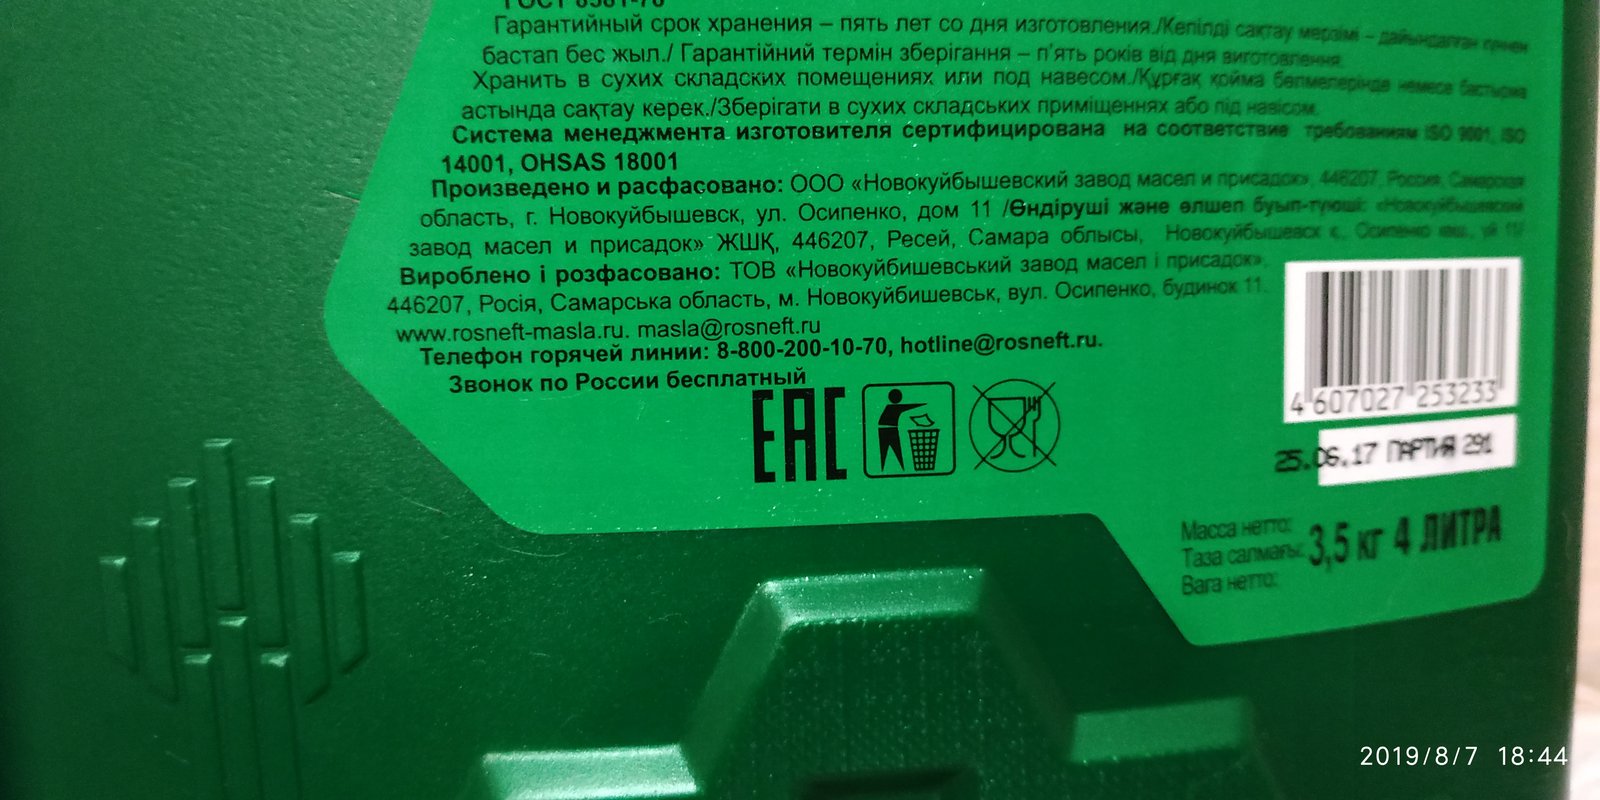 ГОСТ 8581-78
Гарантийный срок хранения – пять лет со дня изготовления./Кепілді сақтау мерзімі – дайындалған күннен
бастап бес жыл./ Гарантійний термін зберігання – п'ять років від дня виготовлення.
Хранить в сухих складских помещениях или под навесом./Құрғақ қойма бөлмелерінде немесе бастырма
астында сақтау керек./Зберігати в сухих складських приміщеннях або під навісом.
Система менеджмента изготовителя сертифицирована на соответствие требованиям ISO 9001, ISO
14001, OHSAS 18001
Произведено и расфасовано: ООО «Новокуйбышевский завод масел и присадок», 446207, Россия, Самарская
область, г. Новокуйбышевск, ул. Осипенко, дом 11 /Өндіруші және өлшеп буып-түюші: «Новокуйбышевский
завод масел и присадок» ЖШҚ, 446207, Ресей, Самара облысы, Новокуйбышевск қ., Осипенко көш., үй 11/
Вироблено і розфасовано: ТОВ «Новокуйбишевський завод масел і присадок»,
446207, Росія, Самарська область, м. Новокуйбишевськ, вул. Осипенко, будинок 11.
www.rosneft-masla.ru. masla@rosneft.ru
Телефон горячей линии: 8-800-200-10-70, hotline@rosneft.ru.
Звонок по России бесплатный
EAC
4 607027 253233
25.06.17 ПАРТИЯ 291
Масса нетто:
Таза салмағы: 3,5 кг 4 ЛИТРА
Вага нетто:
2019/8/7 18:44